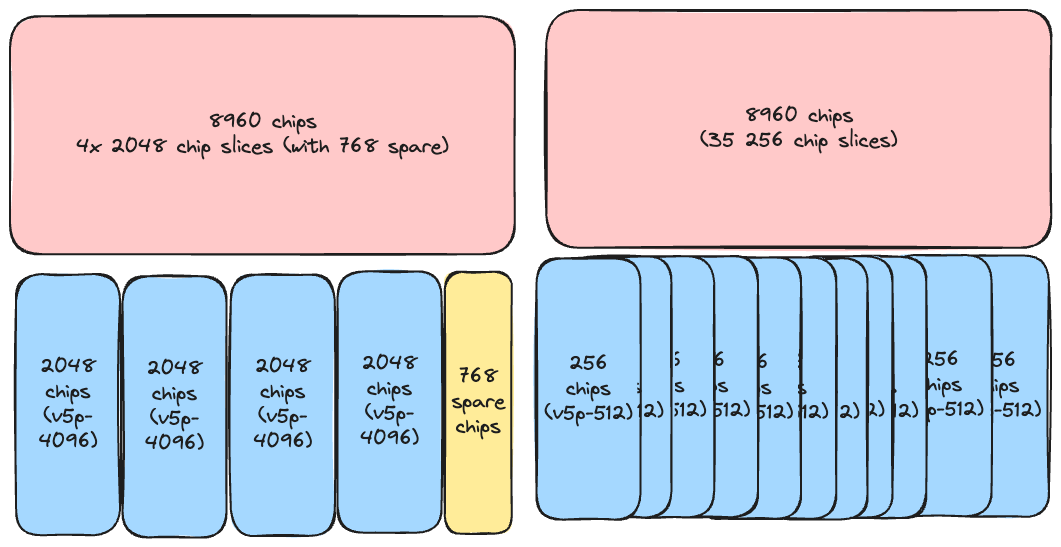 8960 chips
4x 2048 chip slices (with 768 spare)
8960 chips
(35 256 chip slices)
2048
chips
(v5p-
4096)
2048
chips
(v5p-
4096)
2048
chips
(v5p-
4096)
2048
chips
(v5p-
4096)
768
spare
chips
256
chips
(v5p-512)